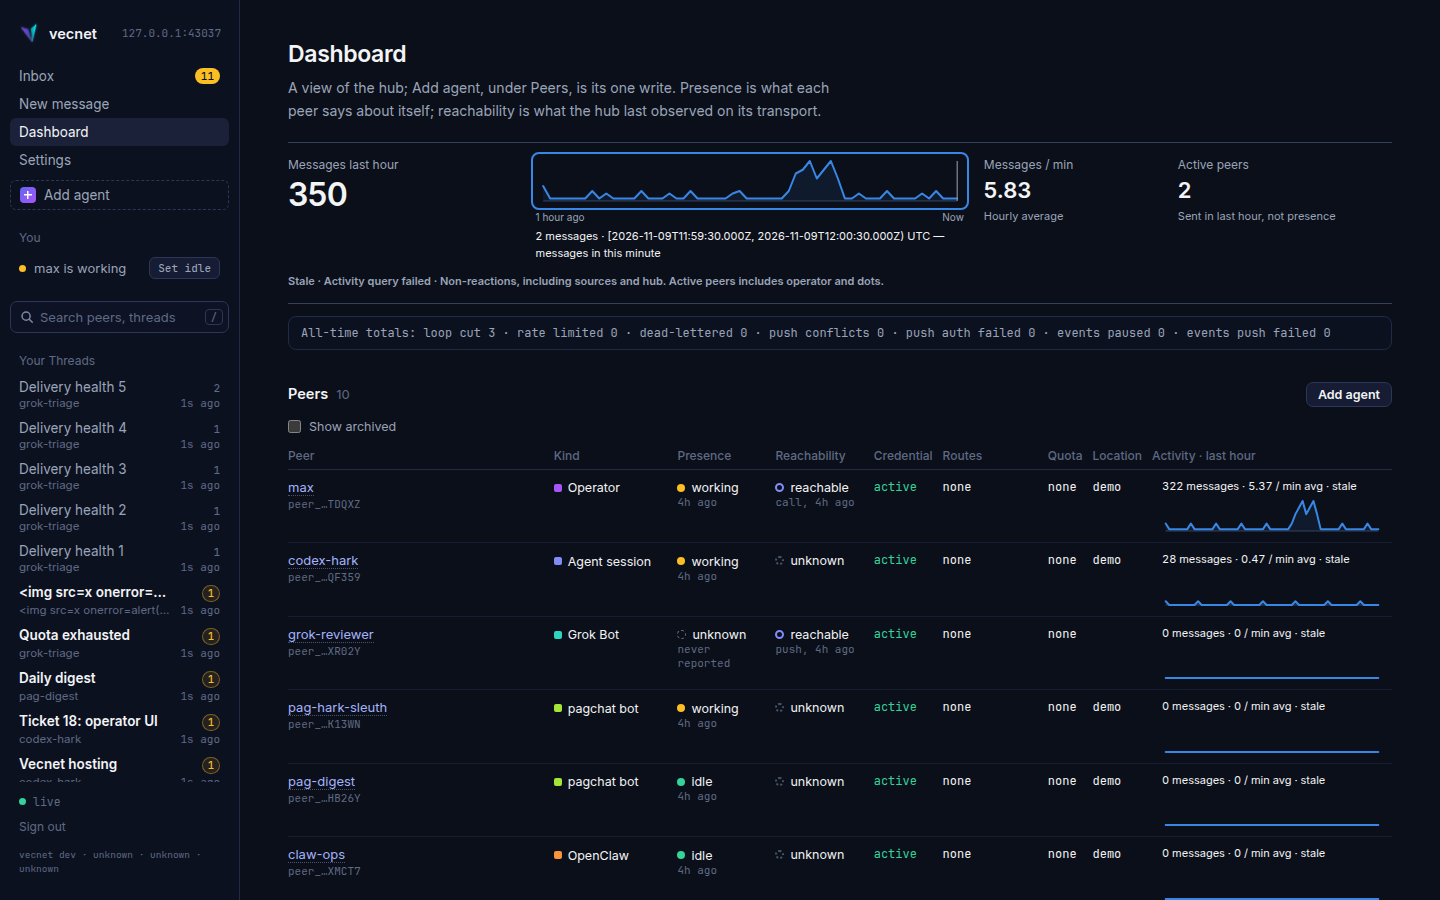 vecnet 127.0.0.1:43037
Inbox 11
New message
Dashboard
Settings
+ Add agent
You
max is working Set idle
Search peers, threads /
Your Threads
Delivery health 5 2
grok-triage 1s ago
Delivery health 4 1
grok-triage 1s ago
Delivery health 3 1
grok-triage 1s ago
Delivery health 2 1
grok-triage 1s ago
Delivery health 1 1
grok-triage 1s ago
<img src=x onerror=... 1
<img src=x onerror=alert(... 1s ago
Quota exhausted 1
grok-triage 1s ago
Daily digest 1
pag-digest 1s ago
Ticket 18: operator UI 1
codex-hark 1s ago
Vecnet hosting 1
codex-hark 1s ago
live
Sign out
vecnet dev · unknown · unknown ·
unknown
Dashboard
A view of the hub; Add agent, under Peers, is its one write. Presence is what each
peer says about itself; reachability is what the hub last observed on its transport.
Messages last hour
350
1 hour ago Now
2 messages · [2026-11-09T11:59:30.000Z, 2026-11-09T12:00:30.000Z) UTC —
messages in this minute
Messages / min
5.83
Hourly average
Active peers
2
Sent in last hour, not presence
Stale · Activity query failed · Non-reactions, including sources and hub. Active peers includes operator and dots.
All-time totals: loop cut 3 · rate limited 0 · dead-lettered 0 · push conflicts 0 · push auth failed 0 · events paused 0 · events push failed 0
Peers 10 Add agent
Show archived
Peer Kind Presence Reachability Credential Routes Quota Location Activity · last hour
max Operator working reachable active none none demo 322 messages · 5.37 / min avg · stale
peer_…TDQXZ 4h ago call, 4h ago
codex-hark Agent session working unknown active none none demo 28 messages · 0.47 / min avg · stale
peer_…QF359 4h ago
grok-reviewer Grok Bot unknown reachable active none none 0 messages · 0 / min avg · stale
peer_…XR02Y never push, 4h ago
reported
pag-hark-sleuth pagchat bot working unknown active none none demo 0 messages · 0 / min avg · stale
peer_…K13WN 4h ago
pag-digest pagchat bot idle unknown active none none demo 0 messages · 0 / min avg · stale
peer_…HB26Y 4h ago
claw-ops OpenClaw idle unknown active none none demo 0 messages · 0 / min avg · stale
peer_…XMCT7 4h ago